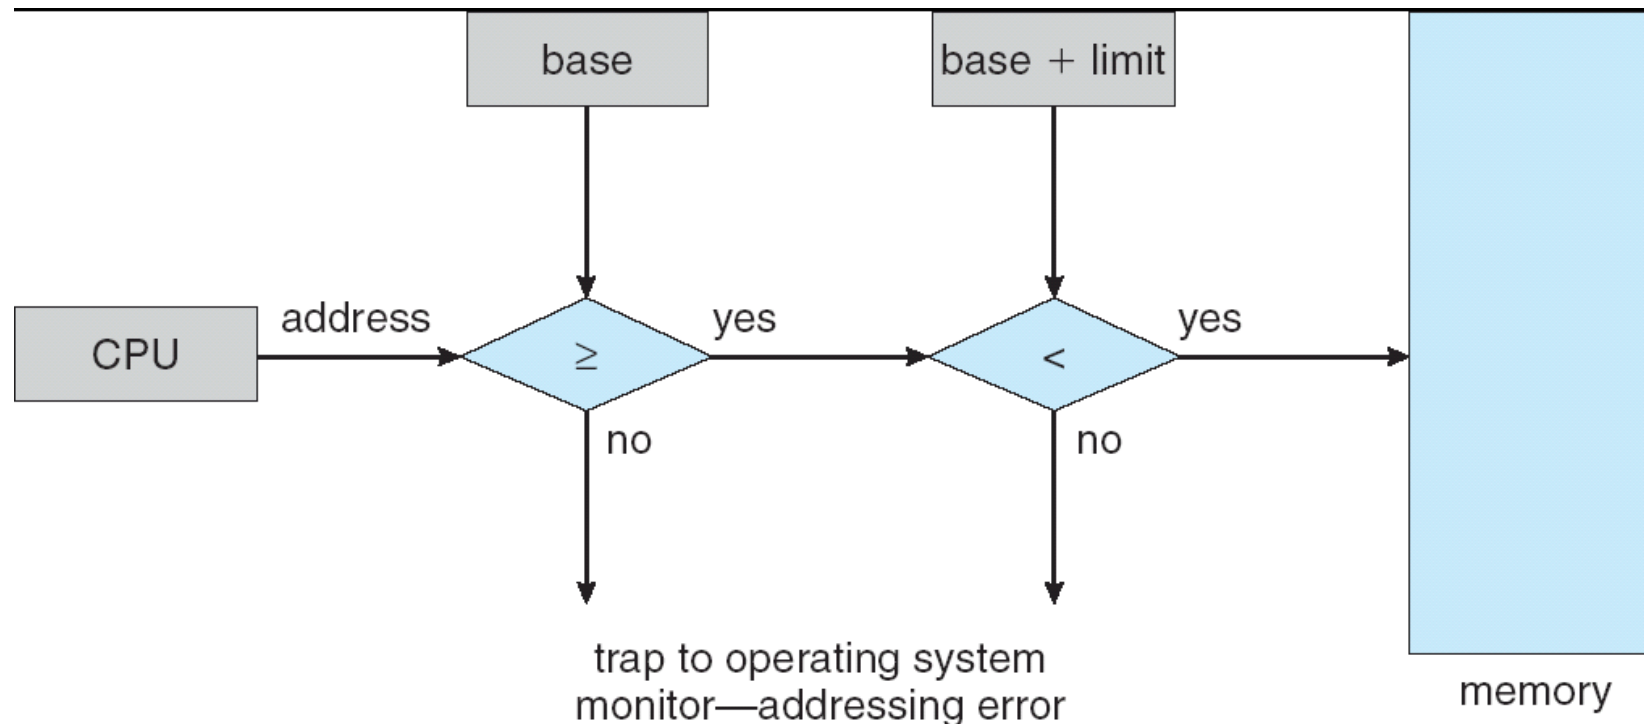 base
base + limit
CPU
address
≥
yes
<
yes
no
no
trap to operating system
monitor—addressing error
memory